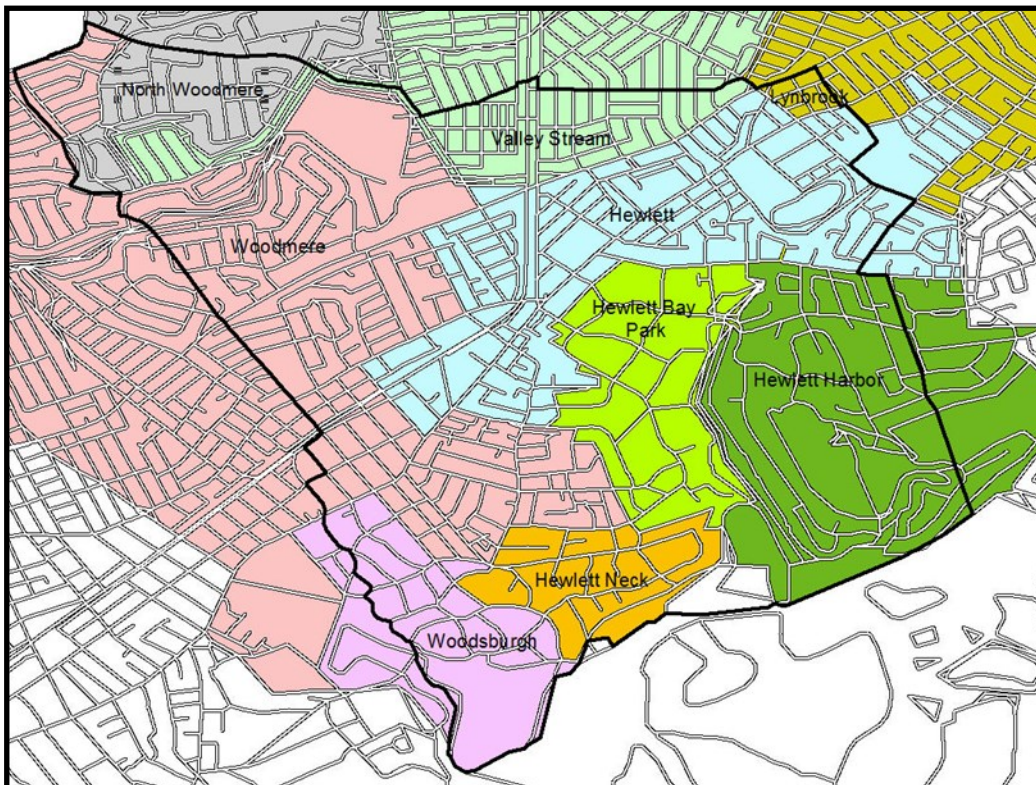 North Woodmere
Lynbrook
Valley Stream
Hewlett
Woodmere
Hewlett Bay
Park
Hewlett Harbor
Hewlett Neck
Woodsburgh